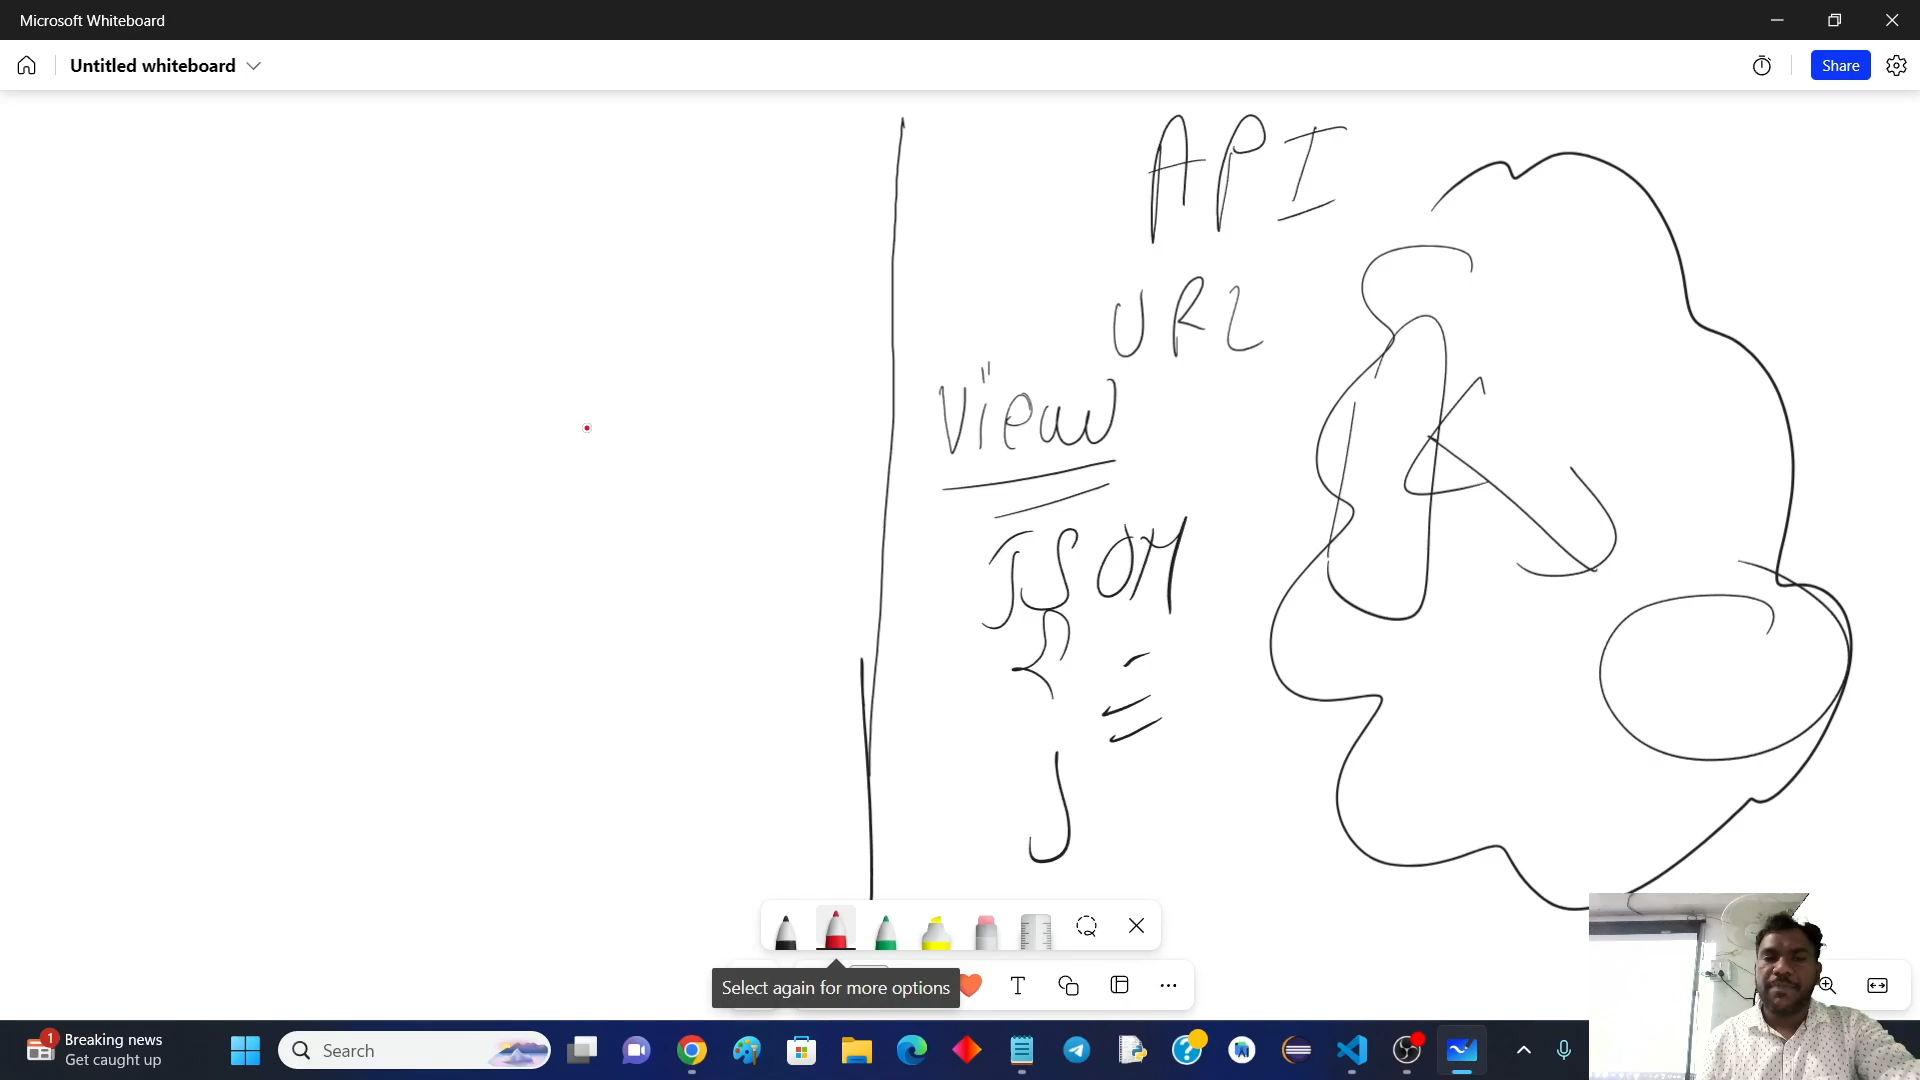 Microsoft Whiteboard
Untitled whiteboard
Share
API
URL
View
JSON
{
Select again for more options
1
Breaking news
Get caught up
Search